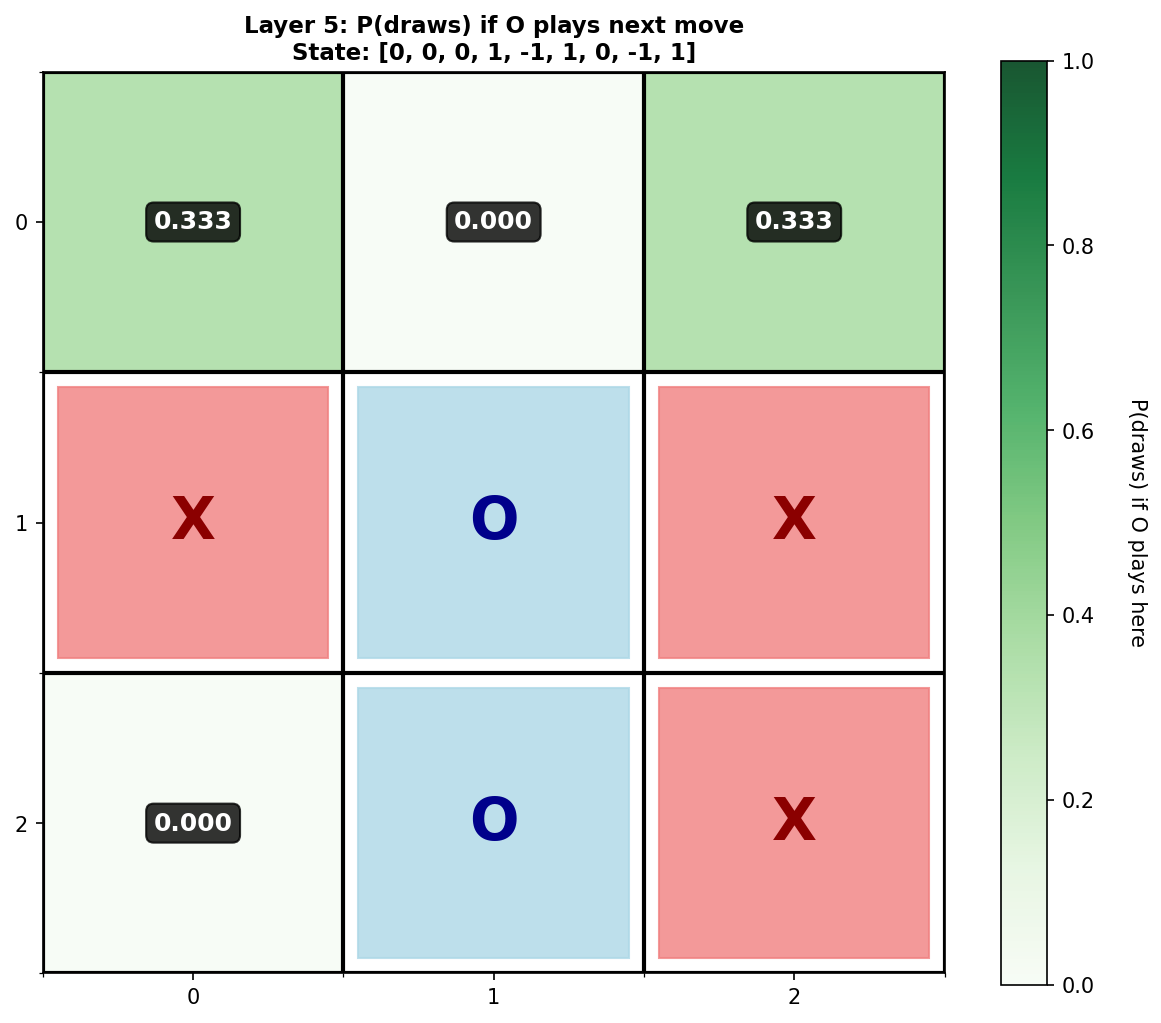 Layer 5: P(draws) if O plays next move
State: [0, 0, 0, 1, -1, 1, 0, -1, 1]
1.0
0.8
0.6
0.4
0.2
0.0
P(draws) if O plays here
0
0.333
0.000
0.333
1
X
O
X
2
0.000
O
X
0
1
2